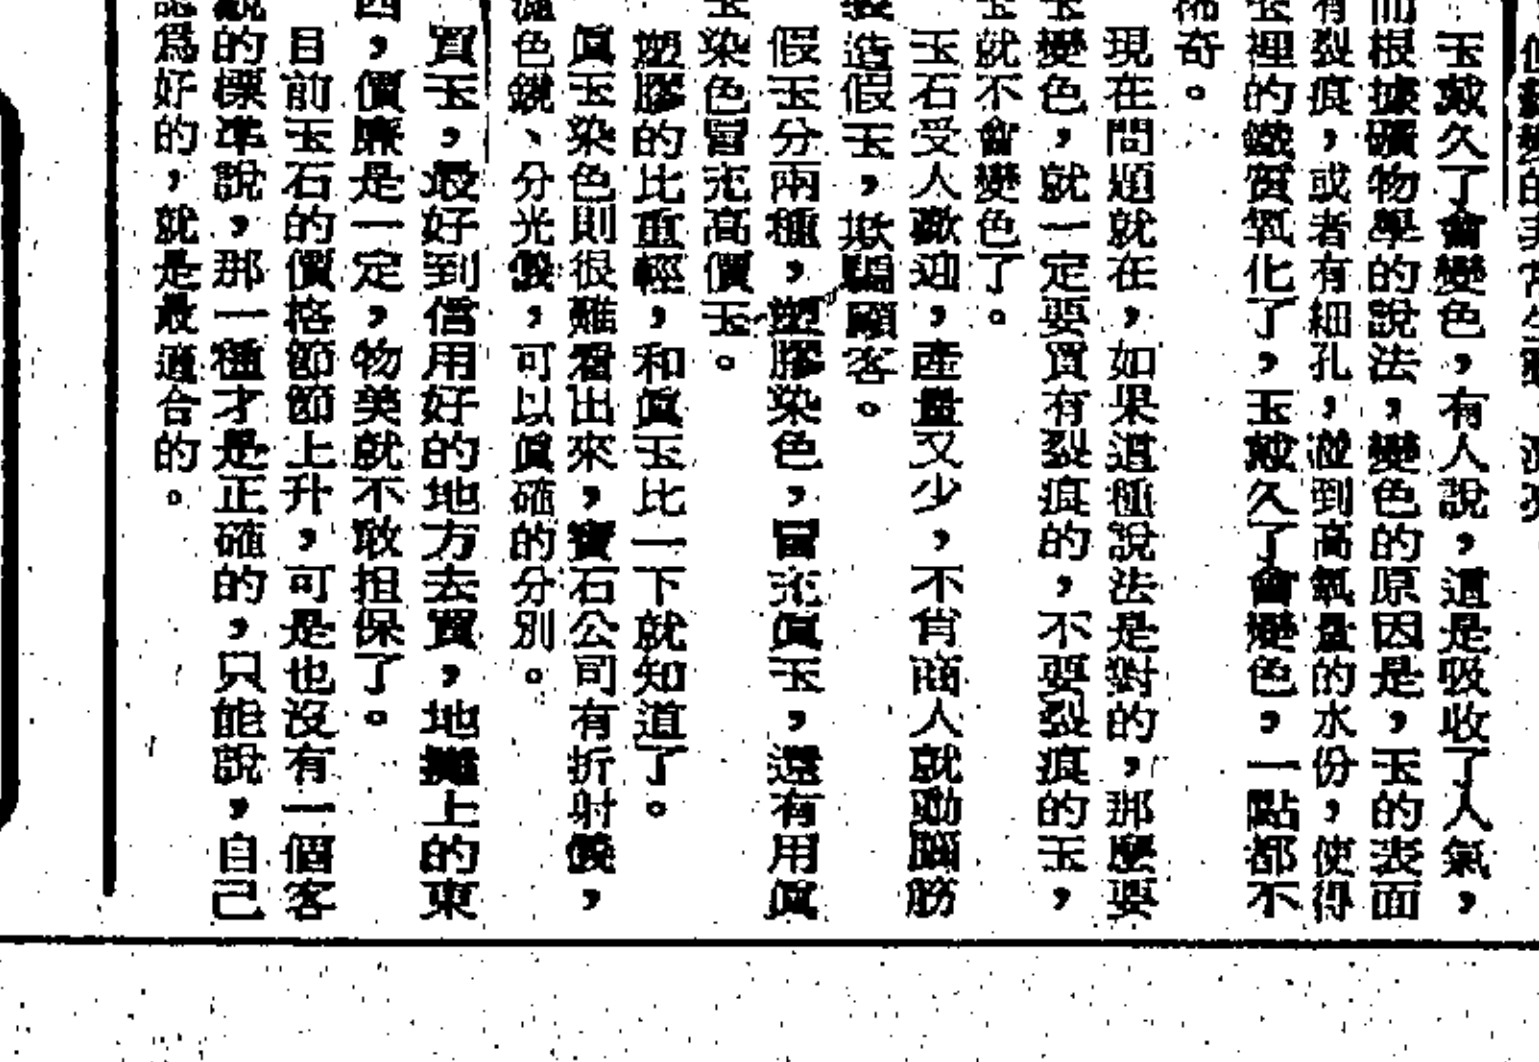 玉戴久了會變色，有人說，這是吸收了人氣，
而根據礦物學的說法，變色的原因是，玉的表面
有裂痕，或者有細孔，碰到高氧量的水份，使得
玉裡的鐵質氧化了，玉戴久了會變色，一點都不
稀奇。
現在問題就在，如果這種說法是對的，那麼要
玉變色，就一定要買有裂痕的，不要裂痕的玉，
玉就不會變色了。
玉石受人歡迎，產量又少，不肖商人就動腦筋
製造假玉，欺騙顧客。
假玉分兩種，塑膠染色，冒充眞玉，還有用眞
玉染色冒充高價玉。
塑膠的比重輕，和眞玉比一下就知道了。
眞玉染色則很難看出來，寶石公司有折射儀，
濾色鏡、分光儀，可以眞確的分別。
買玉，最好到信用好的地方去買，地攤上的東
西，價廉是一定，物美就不敢担保了。
目前玉石的價格節節上升，可是也沒有一個客
觀的標準說，那一種才是正確的，只能說，自己
認爲好的，就是最適合的。